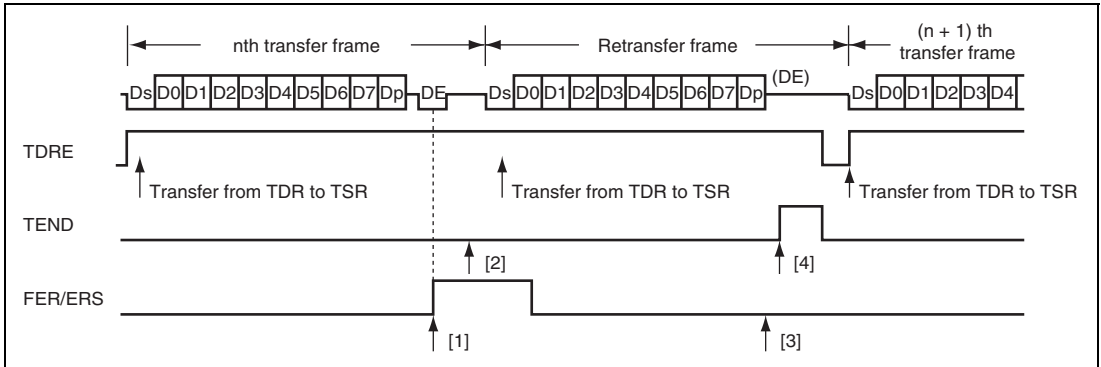 nth transfer frame
Retransfer frame
(n + 1) th
transfer frame
Ds D0 D1 D2 D3 D4 D5 D6 D7 Dp DE Ds D0 D1 D2 D3 D4 D5 D6 D7 Dp (DE) Ds D0 D1 D2 D3 D4
TDRE
Transfer from TDR to TSR Transfer from TDR to TSR Transfer from TDR to TSR
TEND
[2] [4]
FER/ERS
[1] [3]